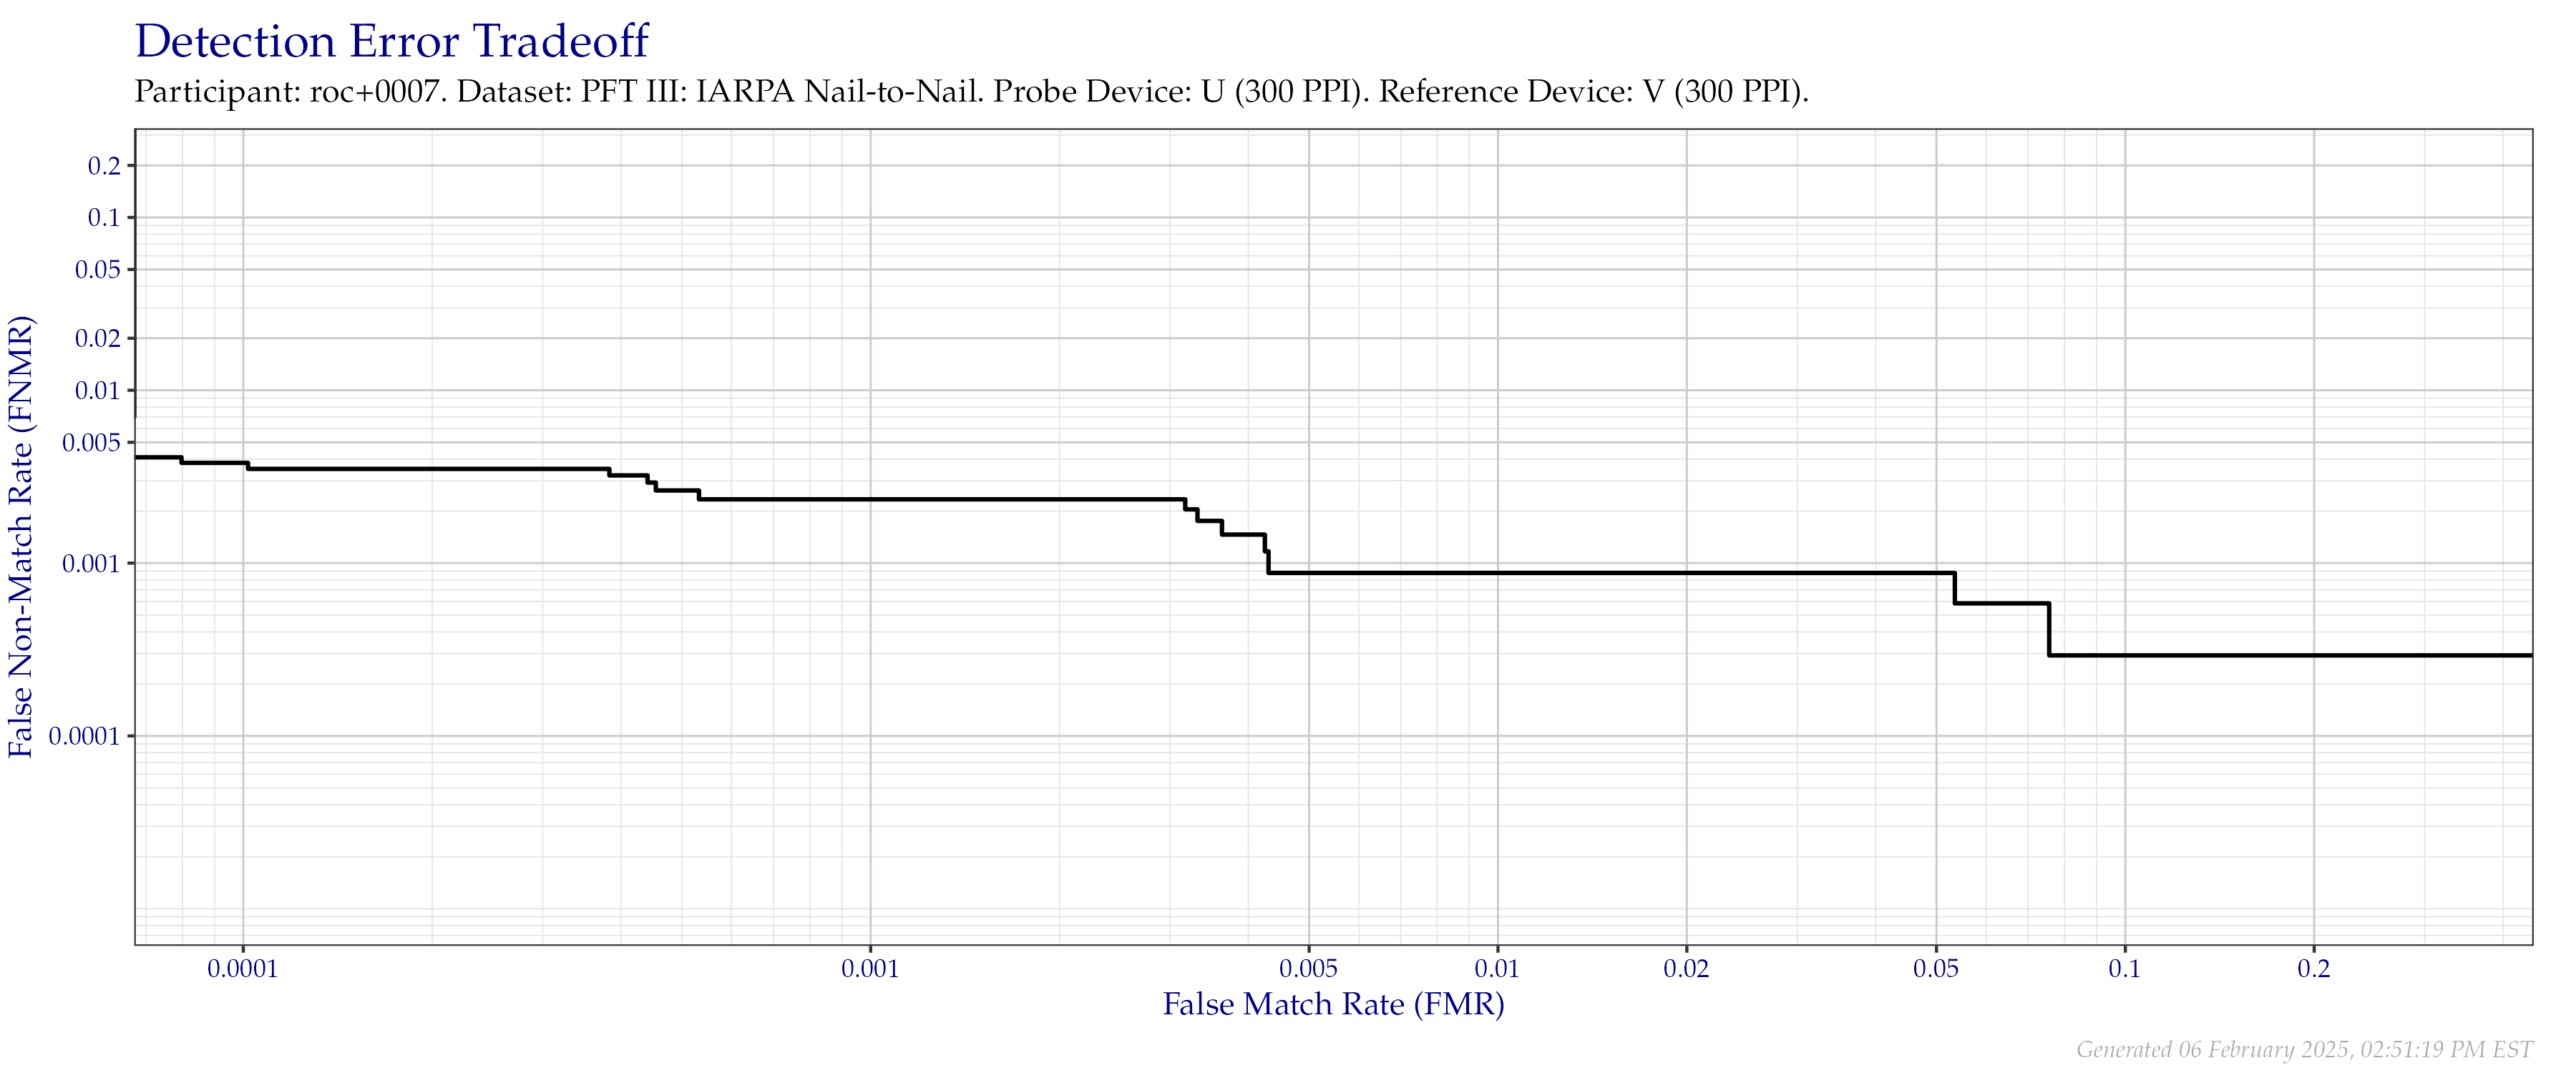 Detection Error Tradeoff
Participant: roc+0007. Dataset: PFT III: IARPA Nail-to-Nail. Probe Device: U (300 PPI). Reference Device: V (300 PPI).
False Non-Match Rate (FNMR)
0.2
0.1
0.05
0.02
0.01
0.005
0.001
0.0001
0.0001 0.001 0.005 0.01 0.02 0.05 0.1 0.2
False Match Rate (FMR)
Generated 06 February 2025, 02:51:19 PM EST